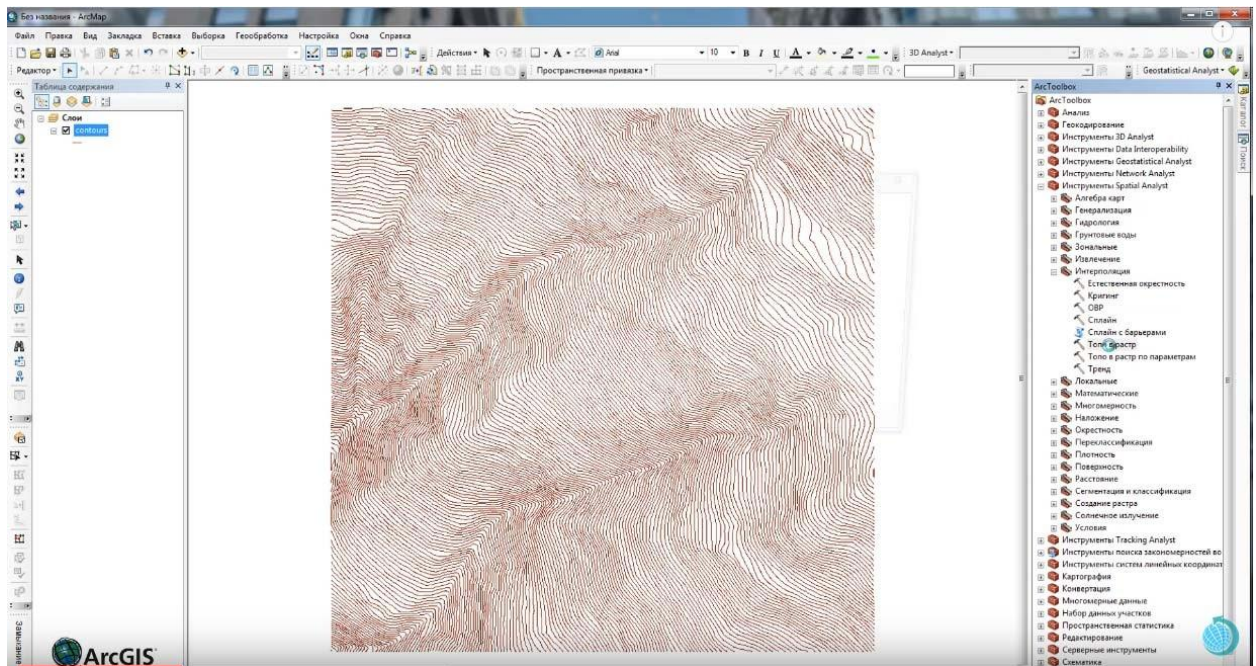 Без названия - ArcMap
Файл Правка Вид Закладка Вставка Выборка Геообработка Настройка Окна Справка
Действия Arial 10 B I U A 3D Analyst
Редактор Пространственная привязка Geostatistical Analyst
Таблица содержания
Слои
contours
ArcToolbox
ArcToolbox
Анализ
Геокодирование
Инструменты 3D Analyst
Инструменты Data Interoperability
Инструменты Geostatistical Analyst
Инструменты Network Analyst
Инструменты Spatial Analyst
Алгебра карт
Генерализация
Гидрология
Грунтовые воды
Зональные
Извлечение
Интерполяция
Естественная окрестность
Кригинг
ОВР
Сплайн
Сплайн с барьерами
Топо в растр
Топо в растр по параметрам
Тренд
Локальные
Математические
Многомерность
Наложение
Окрестность
Переклассификация
Плотность
Поверхность
Расстояние
Сегментация и классификация
Создание растра
Солнечное излучение
Условия
Инструменты Tracking Analyst
Инструменты поиска закономерностей во
Инструменты систем линейных координат
Картография
Конвертация
Многомерные данные
Набор данных участков
Пространственная статистика
Редактирование
Серверные инструменты
Схематика
Каталог
Поиск
Замыкание
ArcGIS